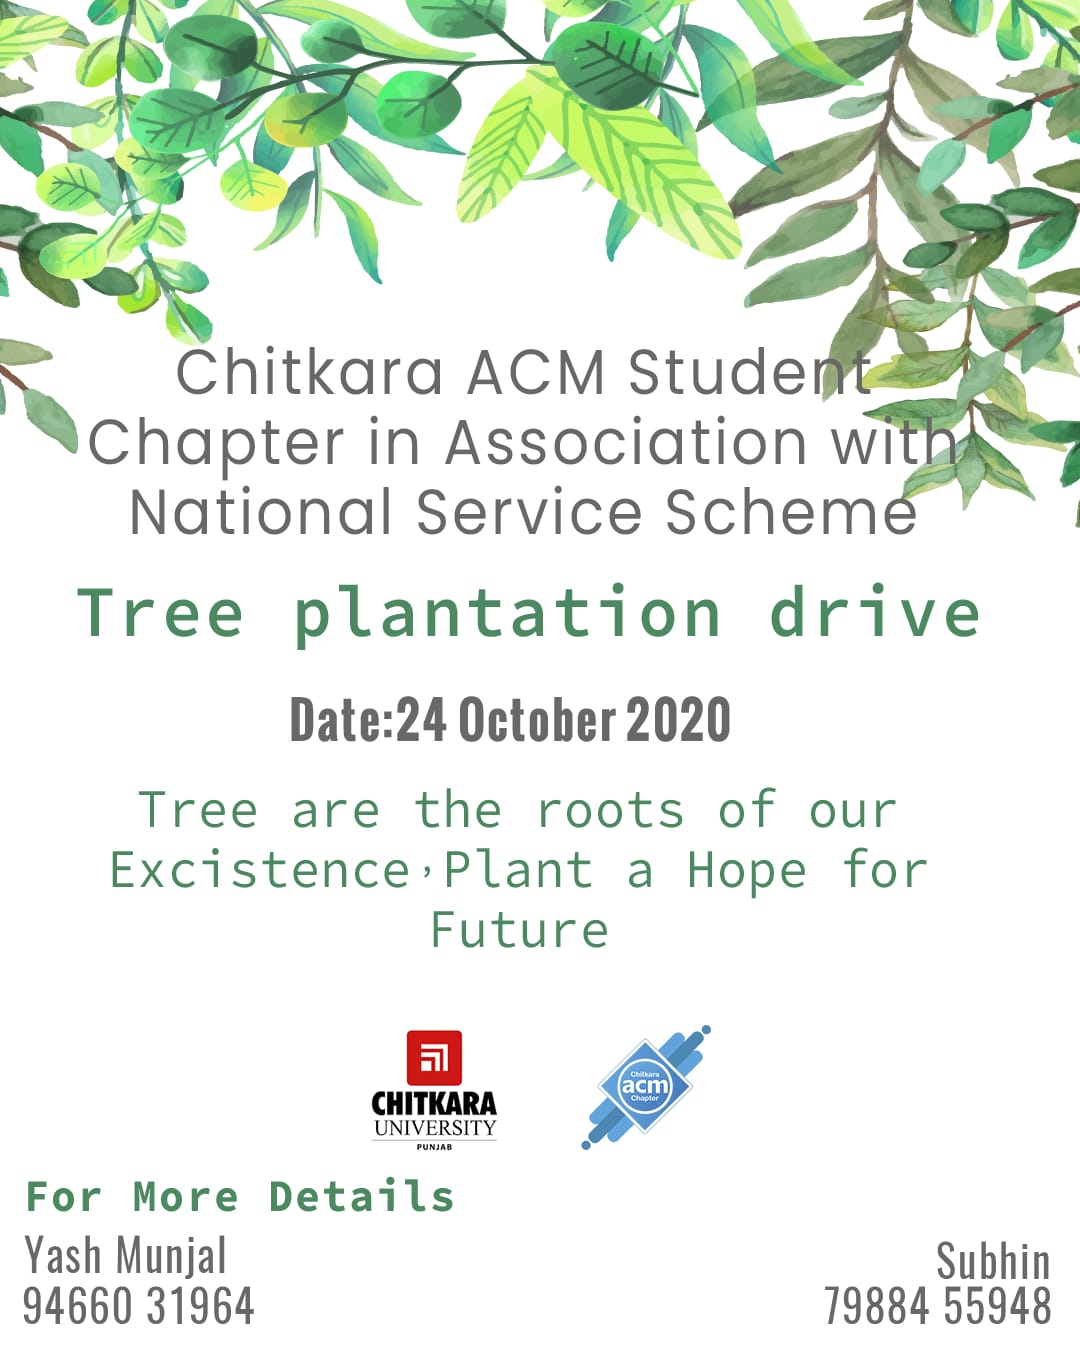 Chitkara ACM Student
Chapter in Association with
National Service Scheme
Tree plantation drive
Date:24 October 2020
Tree are the roots of our
Excistence,Plant a Hope for
Future
CHITKARA
UNIVERSITY
PUNJAB
Chitkara
acm
Chapter
For More Details
Yash Munjal
94660 31964
Subhin
79884 55948